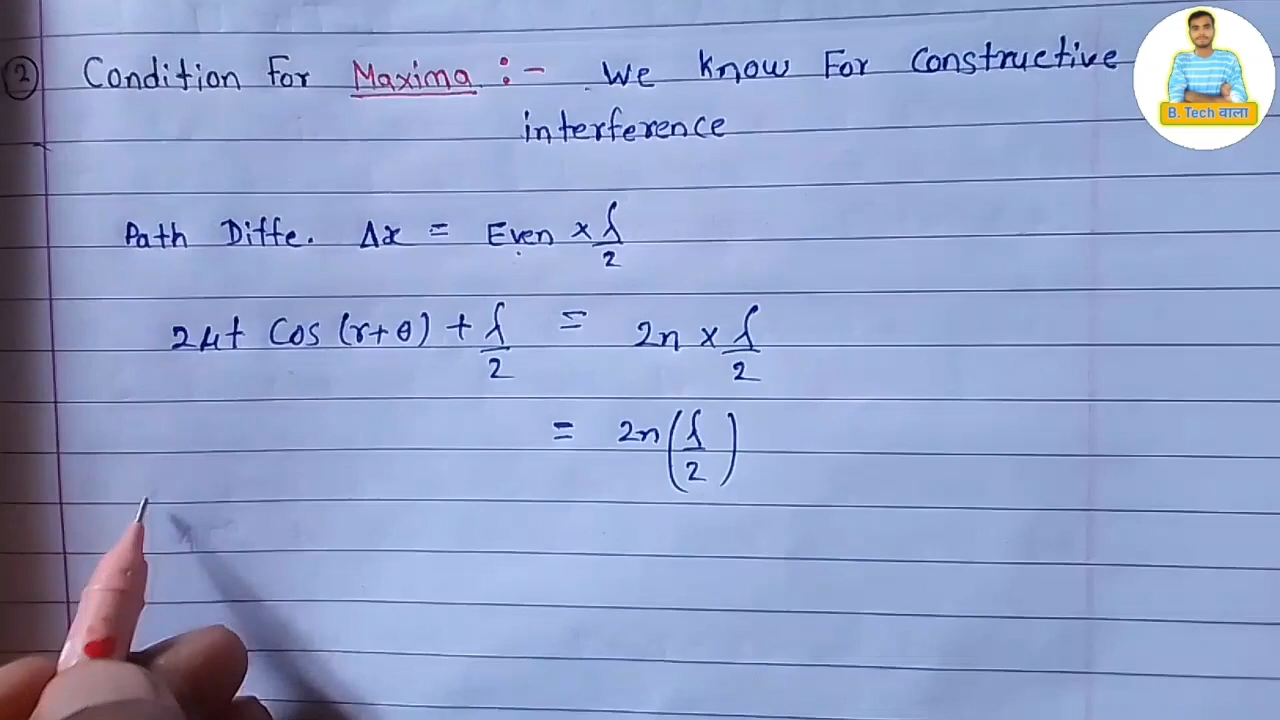 ② Condition For Maxima :- We Know For Constructive
interference
Path Diffe. Δx = Even × λ/2
2μt Cos (r+θ) + λ/2 = 2n × λ/2
= 2n(λ/2)
B. Tech वाला